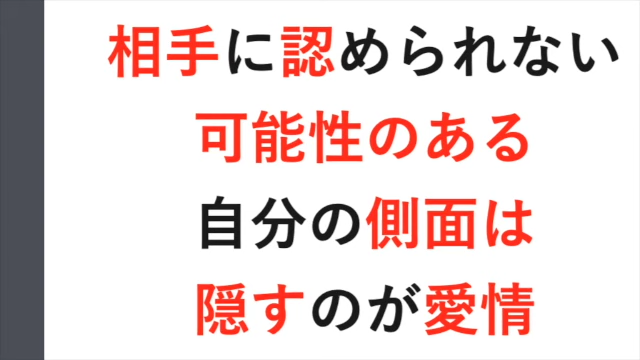 相手に認められない
可能性のある
自分の側面は
隠すのが愛情